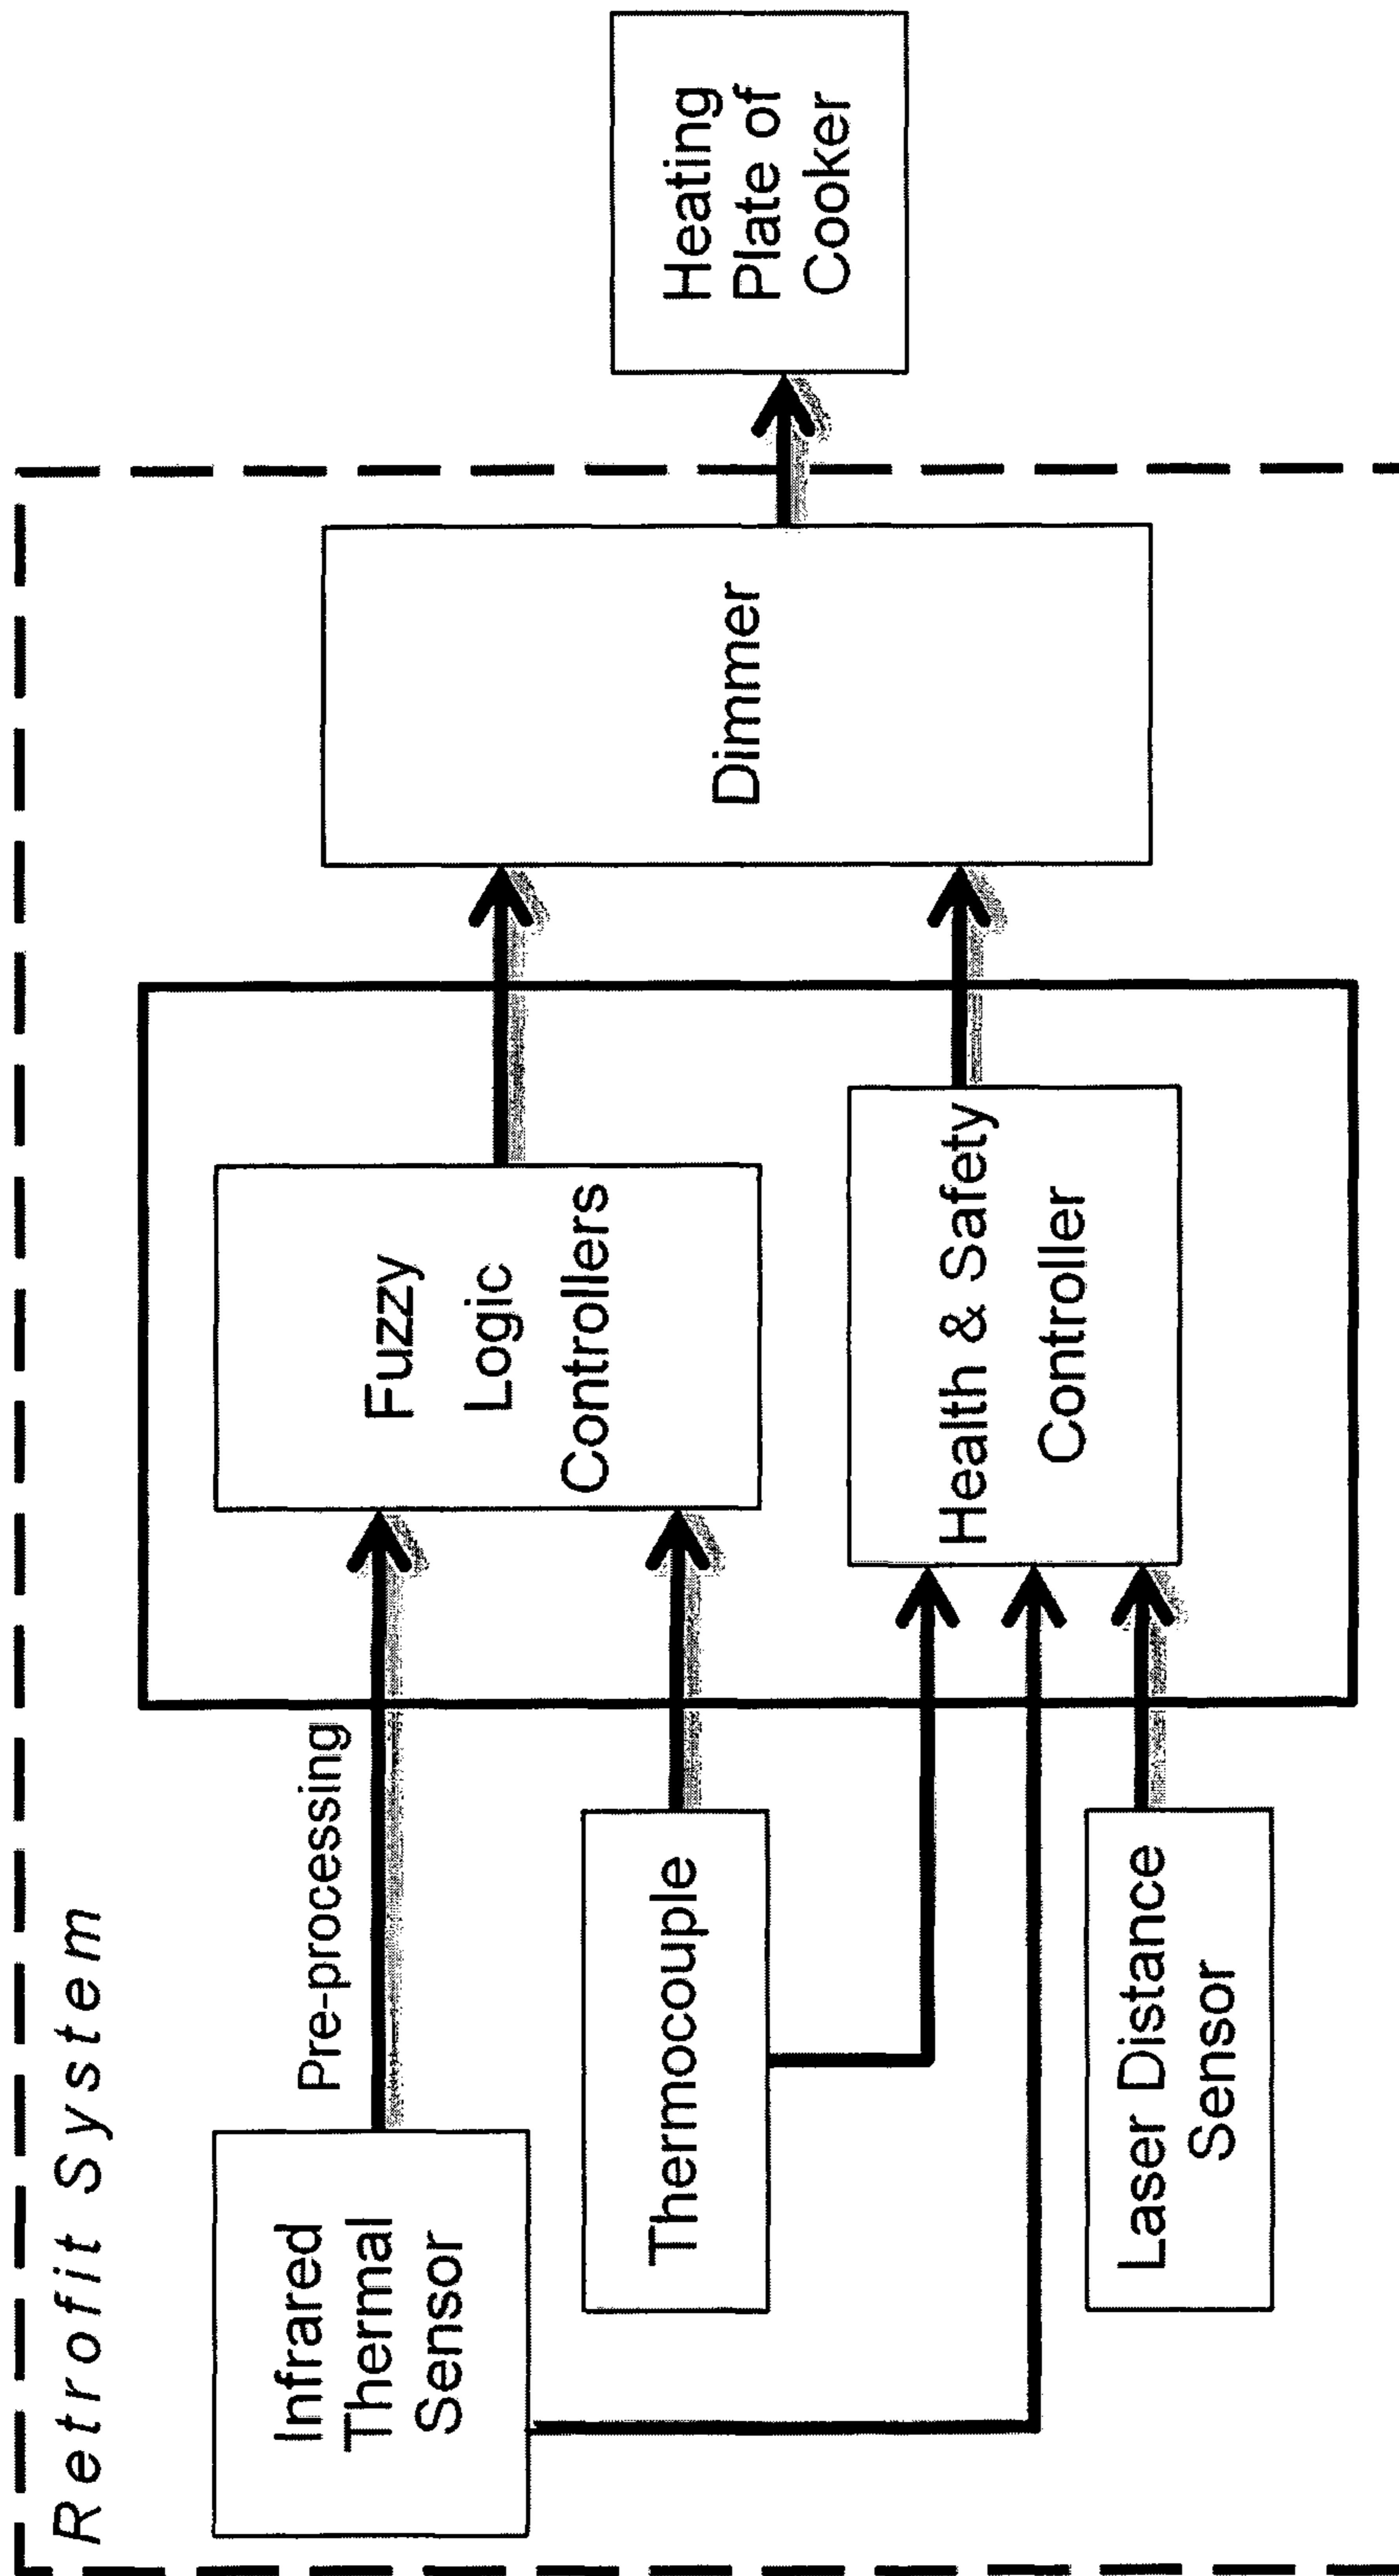 Retrofit System
Infrared
Thermal
Sensor
Pre-processing
Thermocouple
Laser Distance
Sensor
Fuzzy
Logic
Controllers
Health & Safety
Controller
Dimmer
Heating
Plate of
Cooker